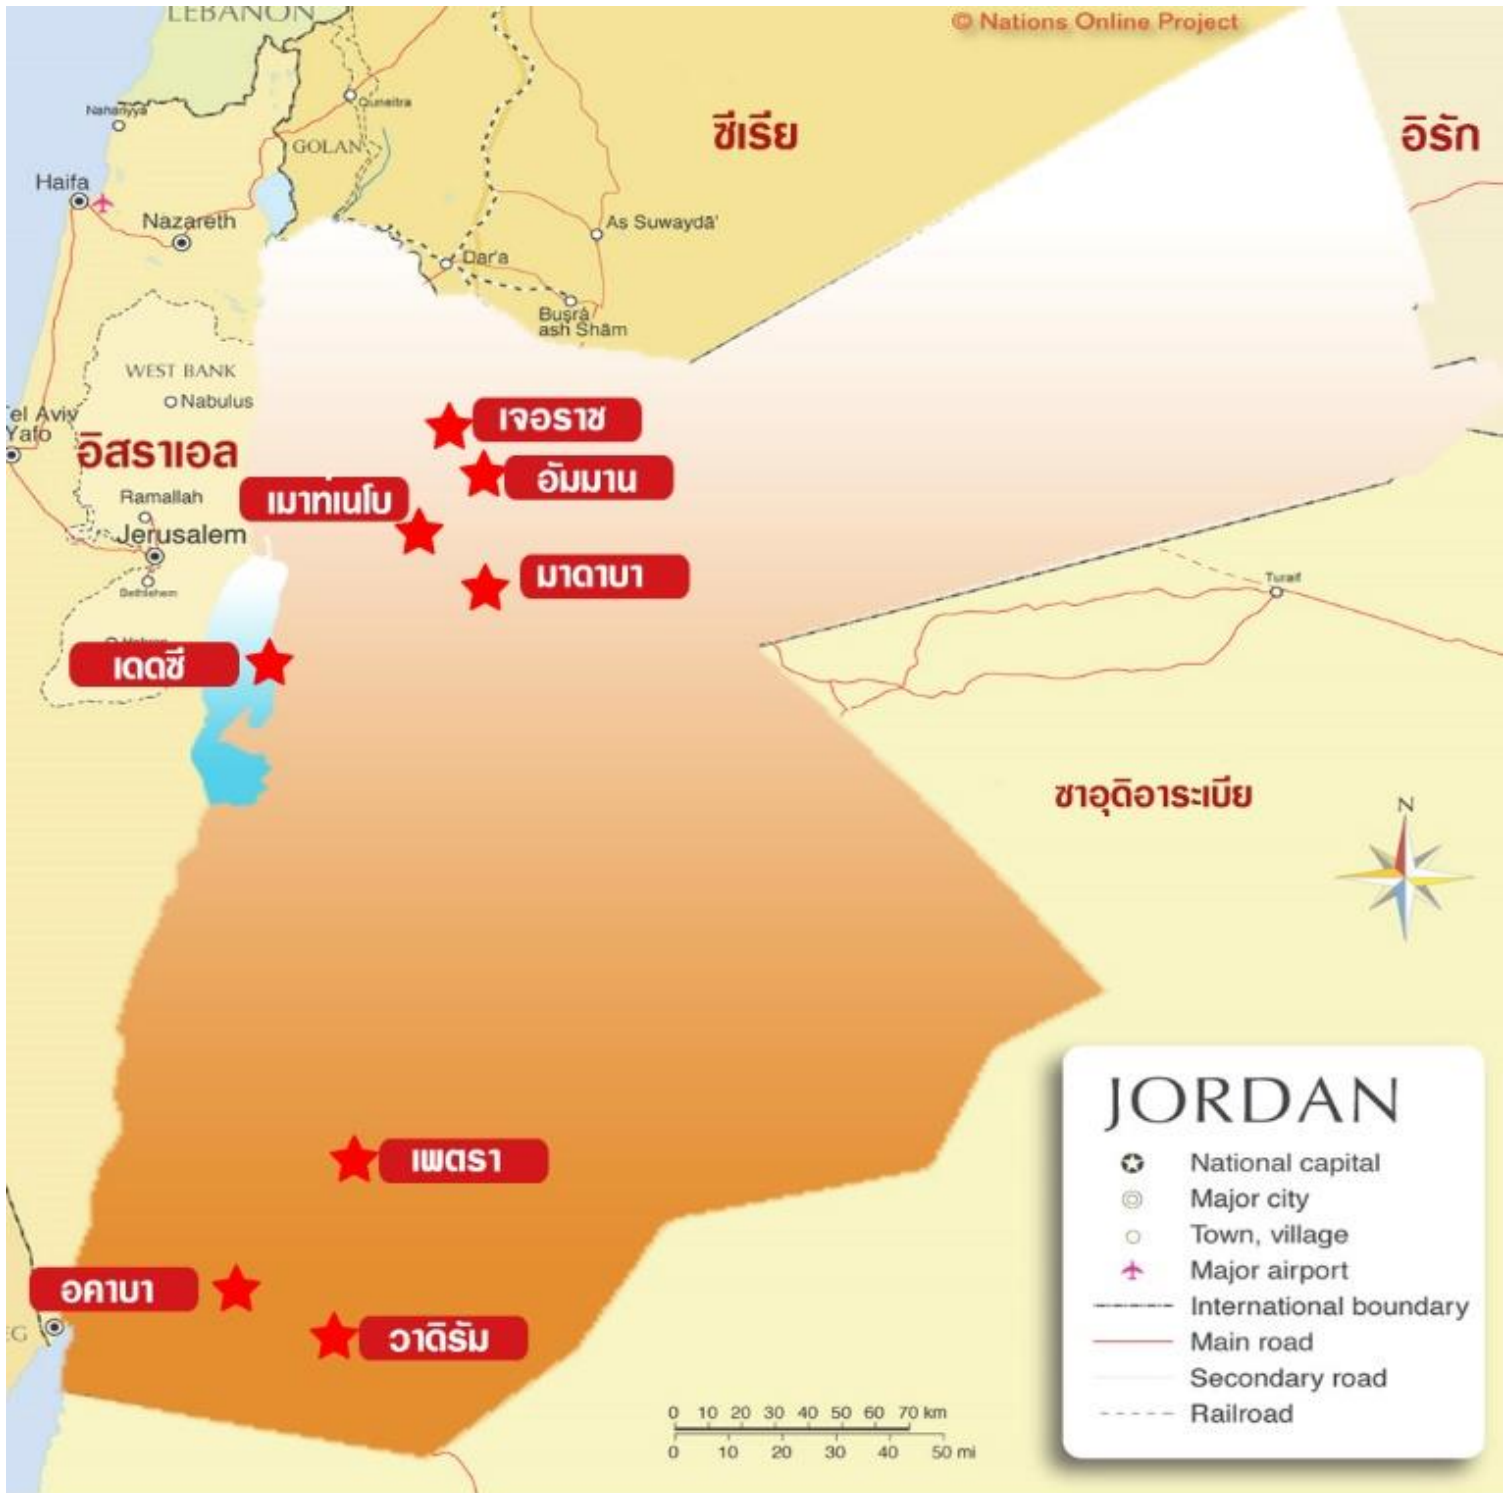 LEBANON
© Nations Online Project
Nahariyya
Quneitra
ซีเรีย
อิรัก
GOLAN
Haifa
Nazareth
As Suwaydā'
Dar'a
Buşrá
ash Shām
WEST BANK
Nabulus
el Aviv
Yafo
อิสราเอล
เจอราช
อัมมาน
เมาท์เนโบ
Ramallah
Jerusalem
มาดาบา
Turaif
Bethlehem
Hebron
เดดซี
ซาอุดิอาระเบีย
N
เพตรา
อคาบา
EG
วาดิรัม
JORDAN
National capital
Major city
Town, village
Major airport
International boundary
Main road
Secondary road
Railroad
0 10 20 30 40 50 60 70 km
0 10 20 30 40 50 mi